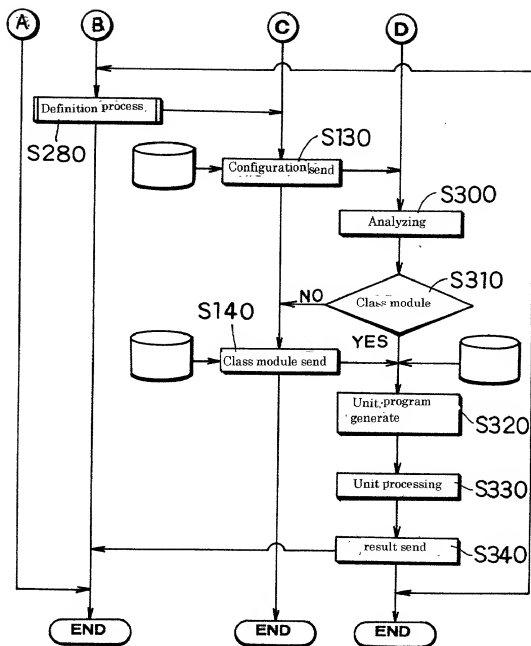 A
B
C
D
Definition process
S280
S130
Configuration send
S300
Analyzing
S310
NO
Class module
S140
YES
Class module send
Unit program
generate
S320
Unit processing
S330
result send
S340
END
END
END